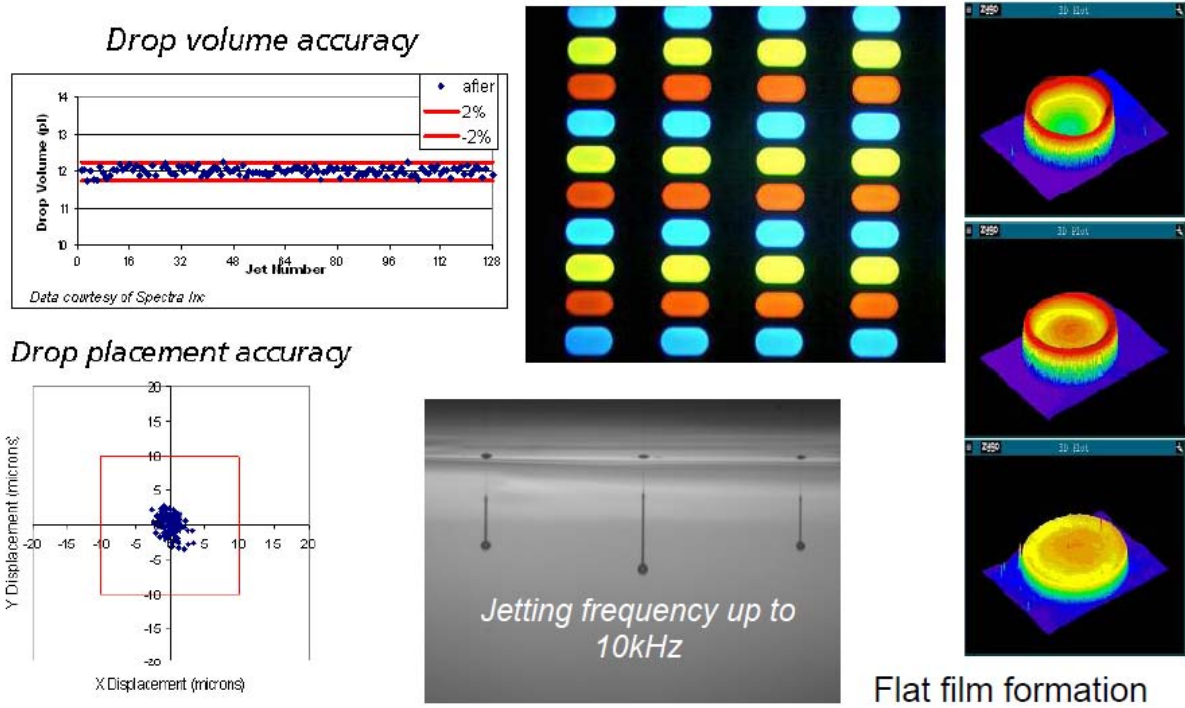 Drop volume accuracy
after
2%
-2%
14
13
12
11
10
Drop Volume (pl)
0 16 32 48 64 80 96 112 128
Jet Number
Data courtesy of Spectra Inc
Drop placement accuracy
20
15
10
5
0
-20 -15 -10 -5 0 5 10 15 20
-5
-10
-15
-20
Y Displacement (microns)
X Displacement (microns)
Jetting frequency up to
10kHz
zygo 3D Plot
zygo 3D Plot
zygo 3D Plot
Flat film formation